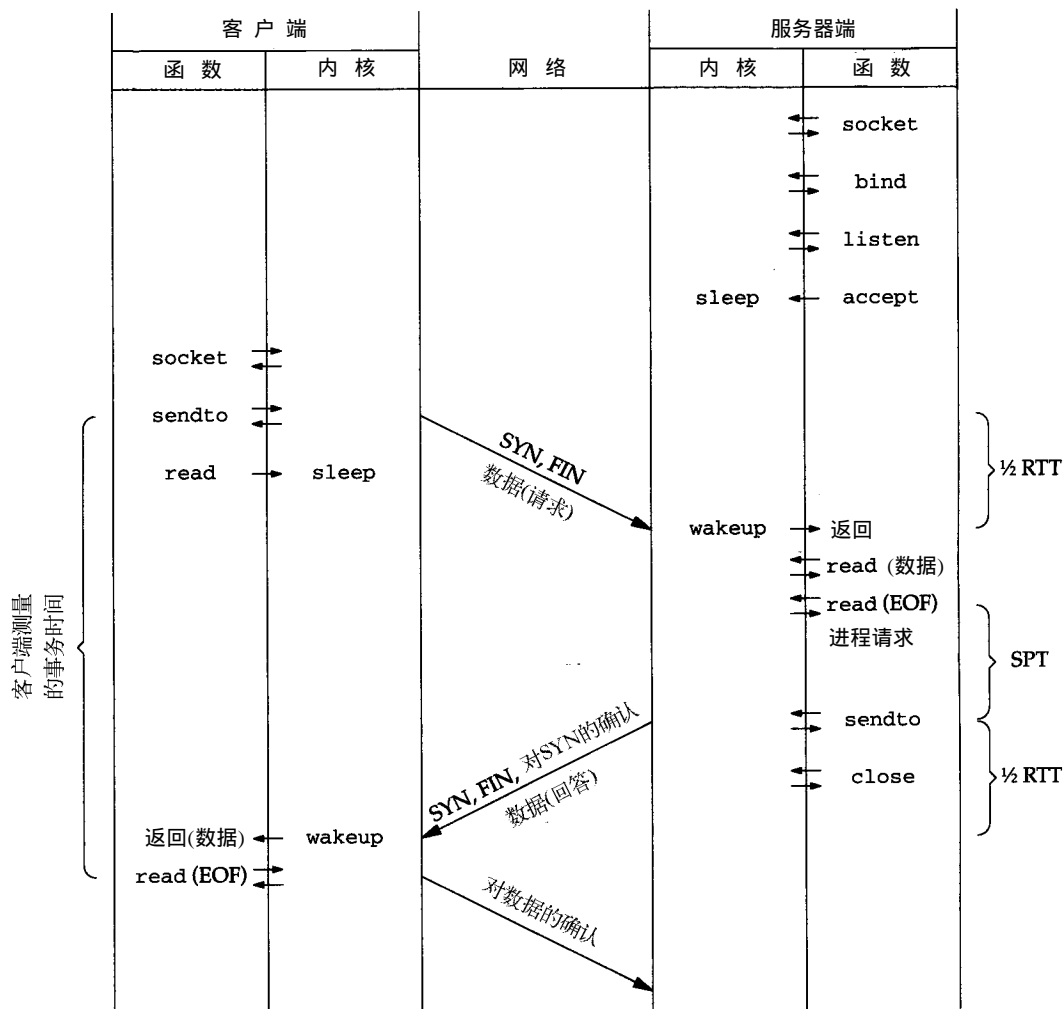 客 户 端
服务器端
函 数
内 核
网 络
内 核
函 数
socket
bind
listen
sleep
accept
socket
sendto
SYN, FIN
½ RTT
read
sleep
数据(请求)
wakeup
返回
read (数据)
read (EOF)
进程请求
客户端测量
的事务时间
SPT
sendto
SYN, FIN, 对SYN的确认
数据(回答)
close
½ RTT
返回(数据)
wakeup
read (EOF)
对数据的确认